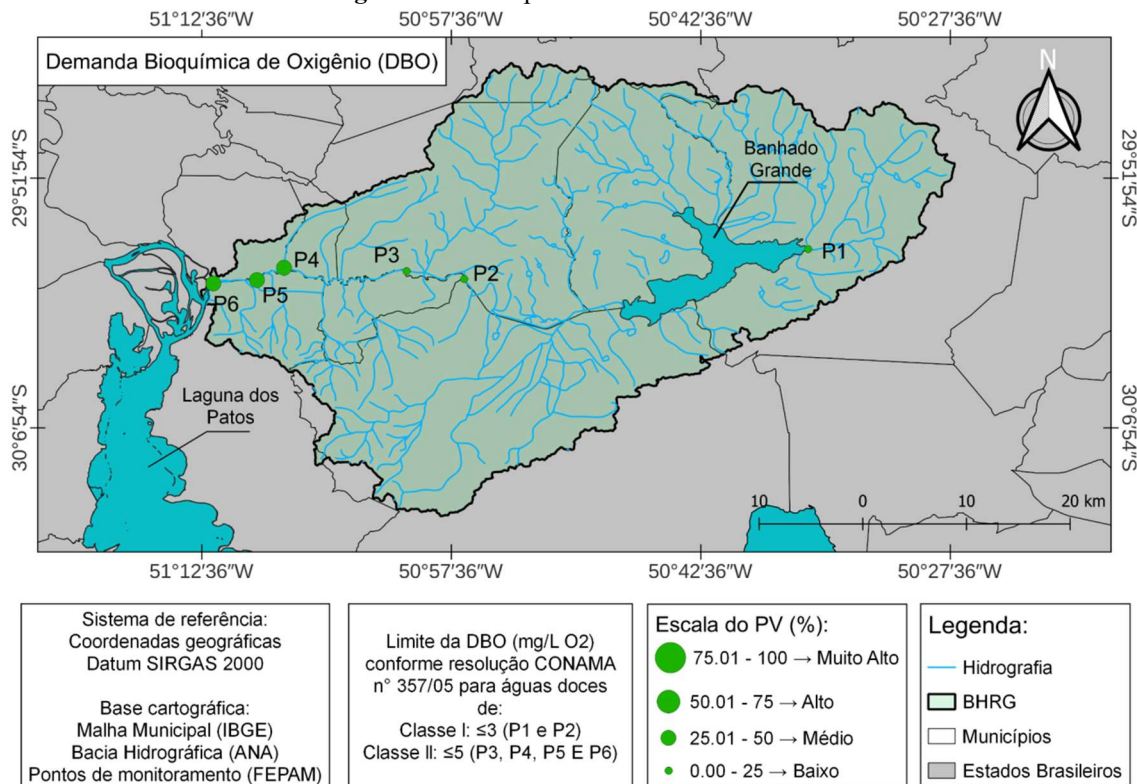 51°12′36″W 50°57′36″W 50°42′36″W 50°27′36″W
Demanda Bioquímica de Oxigênio (DBO)
N
29°51′54″S
29°51′54″S
Banhado
Grande
P1
P2
P3
P4
P5
P6
Laguna dos
Patos
30°6′54″S
30°6′54″S
10 0 10 20 km
51°12′36″W 50°57′36″W 50°42′36″W 50°27′36″W
Sistema de referência:
Coordenadas geográficas
Datum SIRGAS 2000
Base cartográfica:
Malha Municipal (IBGE)
Bacia Hidrográfica (ANA)
Pontos de monitoramento (FEPAM)
Limite da DBO (mg/L O2)
conforme resolução CONAMA
n° 357/05 para águas doces
de:
Classe I: ≤3 (P1 e P2)
Classe II: ≤5 (P3, P4, P5 E P6)
Escala do PV (%):
75.01 - 100 → Muito Alto
50.01 - 75 → Alto
25.01 - 50 → Médio
0.00 - 25 → Baixo
Legenda:
Hidrografia
BHRG
Municípios
Estados Brasileiros